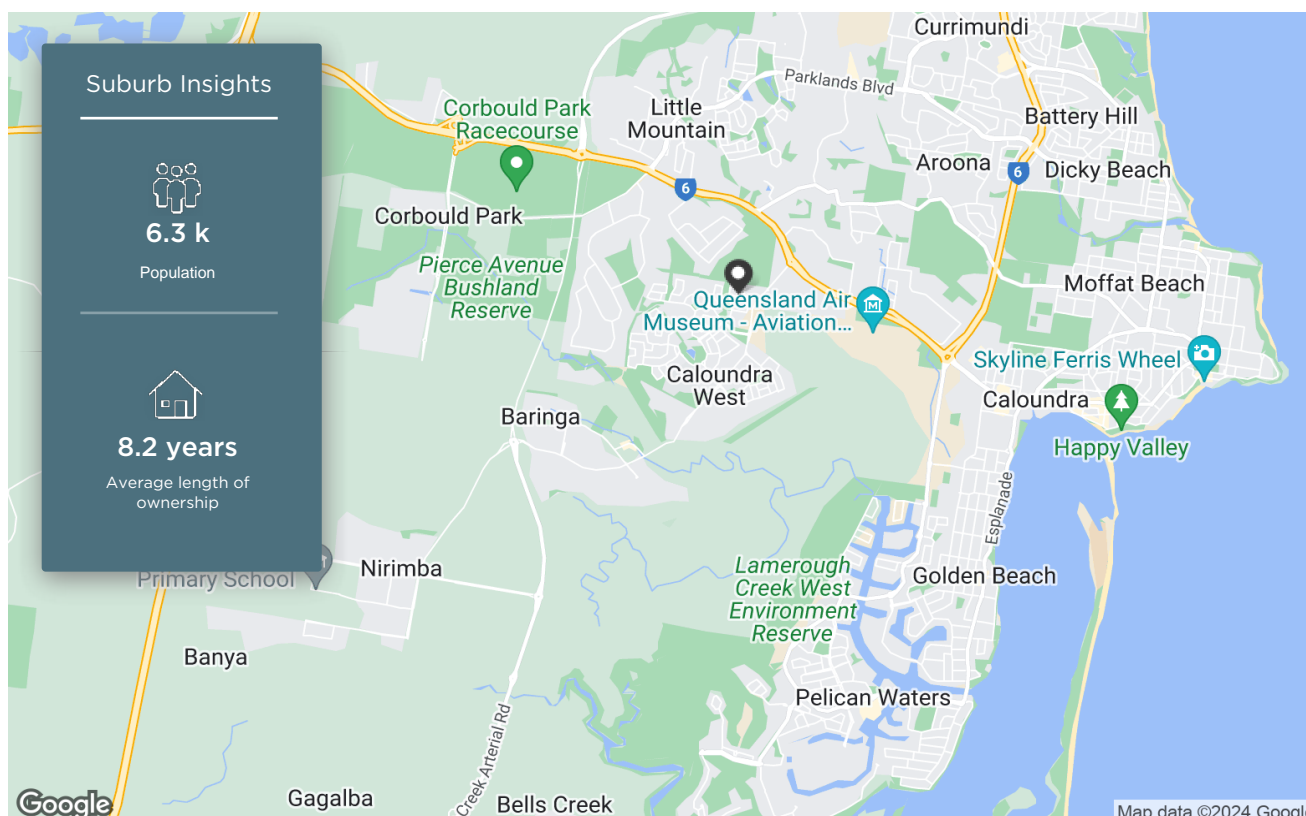 Suburb Insights
6.3 k
Population
8.2 years
Average length of
ownership
Currimundi
Parklands Blvd
Corbould Park
Racecourse
Little
Mountain
Battery Hill
Aroona
6
Dicky Beach
6
Corbould Park
Pierce Avenue
Bushland
Reserve
Moffat Beach
Queensland Air
Museum - Aviation...
M
Skyline Ferris Wheel
Caloundra
West
Caloundra
Baringa
Happy Valley
Esplanade
Primary School
Nirimba
Lamerough
Creek West
Environment
Reserve
Golden Beach
Banya
Pelican Waters
Creek Arterial Rd
Gagalba
Bells Creek
Google
Map data ©2024 Google